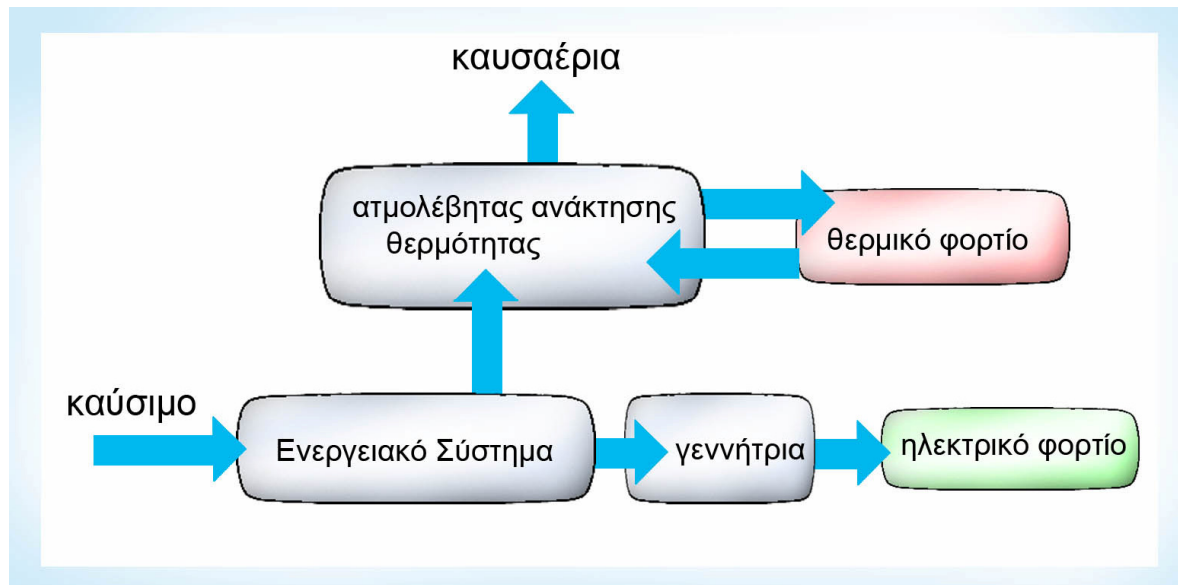 καυσαέρια
ατμολέβητας ανάκτησης
θερμότητας
θερμικό φορτίο
καύσιμο
Ενεργειακό Σύστημα
γεννήτρια
ηλεκτρικό φορτίο